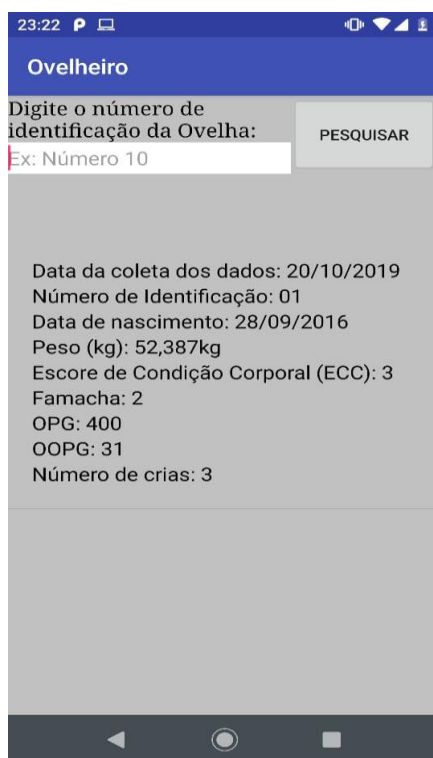 23:22
Ovelheiro
Digite o número de
identificação da Ovelha:
PESQUISAR
Ex: Número 10
Data da coleta dos dados: 20/10/2019
Número de Identificação: 01
Data de nascimento: 28/09/2016
Peso (kg): 52,387kg
Escore de Condição Corporal (ECC): 3
Famacha: 2
OPG: 400
OOPG: 31
Número de crias: 3